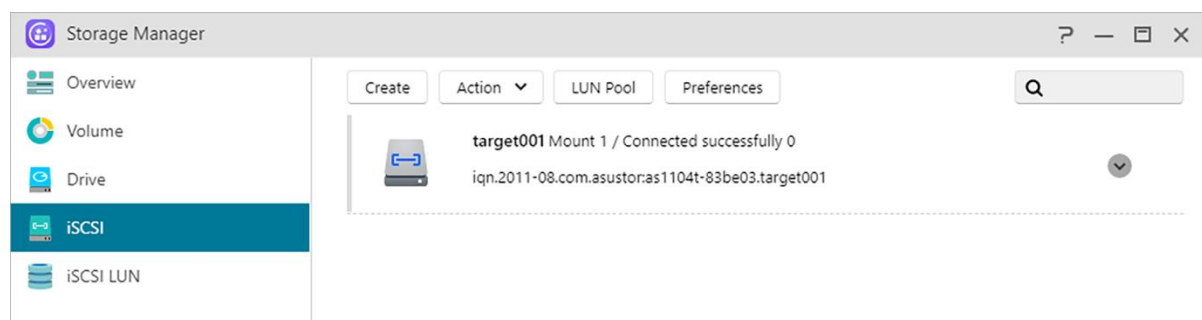 Storage Manager
Overview
Volume
Drive
iSCSI
iSCSI LUN
Create Action LUN Pool Preferences
target001 Mount 1 / Connected successfully 0
iqn.2011-08.com.asustor:as1104t-83be03.target001